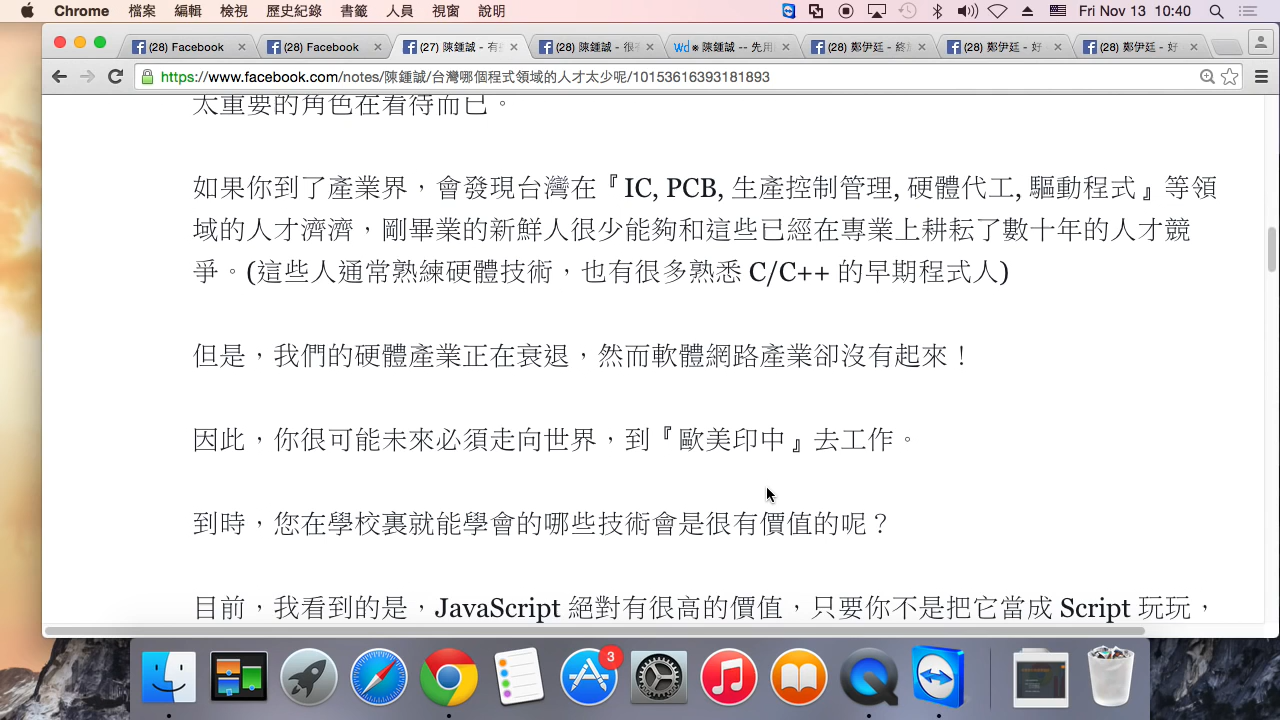 Chrome 檔案 編輯 檢視 歷史紀錄 書籤 人員 視窗 說明 Fri Nov 13 10:40
(28) Facebook (28) Facebook (27) 陳鍾誠 - 有 (28) 陳鍾誠 - 很 Wd ※ 陳鍾誠 -- 先用 (28) 鄭伊廷 - 終 (28) 鄭伊廷 - 好 (28) 鄭伊廷 - 好
https://www.facebook.com/notes/陳鍾誠/台灣哪個程式領域的人才太少呢/10153616393181893
太重要的角色在看待而已。
如果你到了產業界，會發現台灣在『IC, PCB, 生產控制管理, 硬體代工, 驅動程式』等領
域的人才濟濟，剛畢業的新鮮人很少能夠和這些已經在專業上耕耘了數十年的人才競
爭。(這些人通常熟練硬體技術，也有很多熟悉 C/C++ 的早期程式人)
但是，我們的硬體產業正在衰退，然而軟體網路產業卻沒有起來！
因此，你很可能未來必須走向世界，到『歐美印中』去工作。
到時，您在學校裏就能學會的哪些技術會是很有價值的呢？
目前，我看到的是，JavaScript 絕對有很高的價值，只要你不是把它當成 Script 玩玩，
3